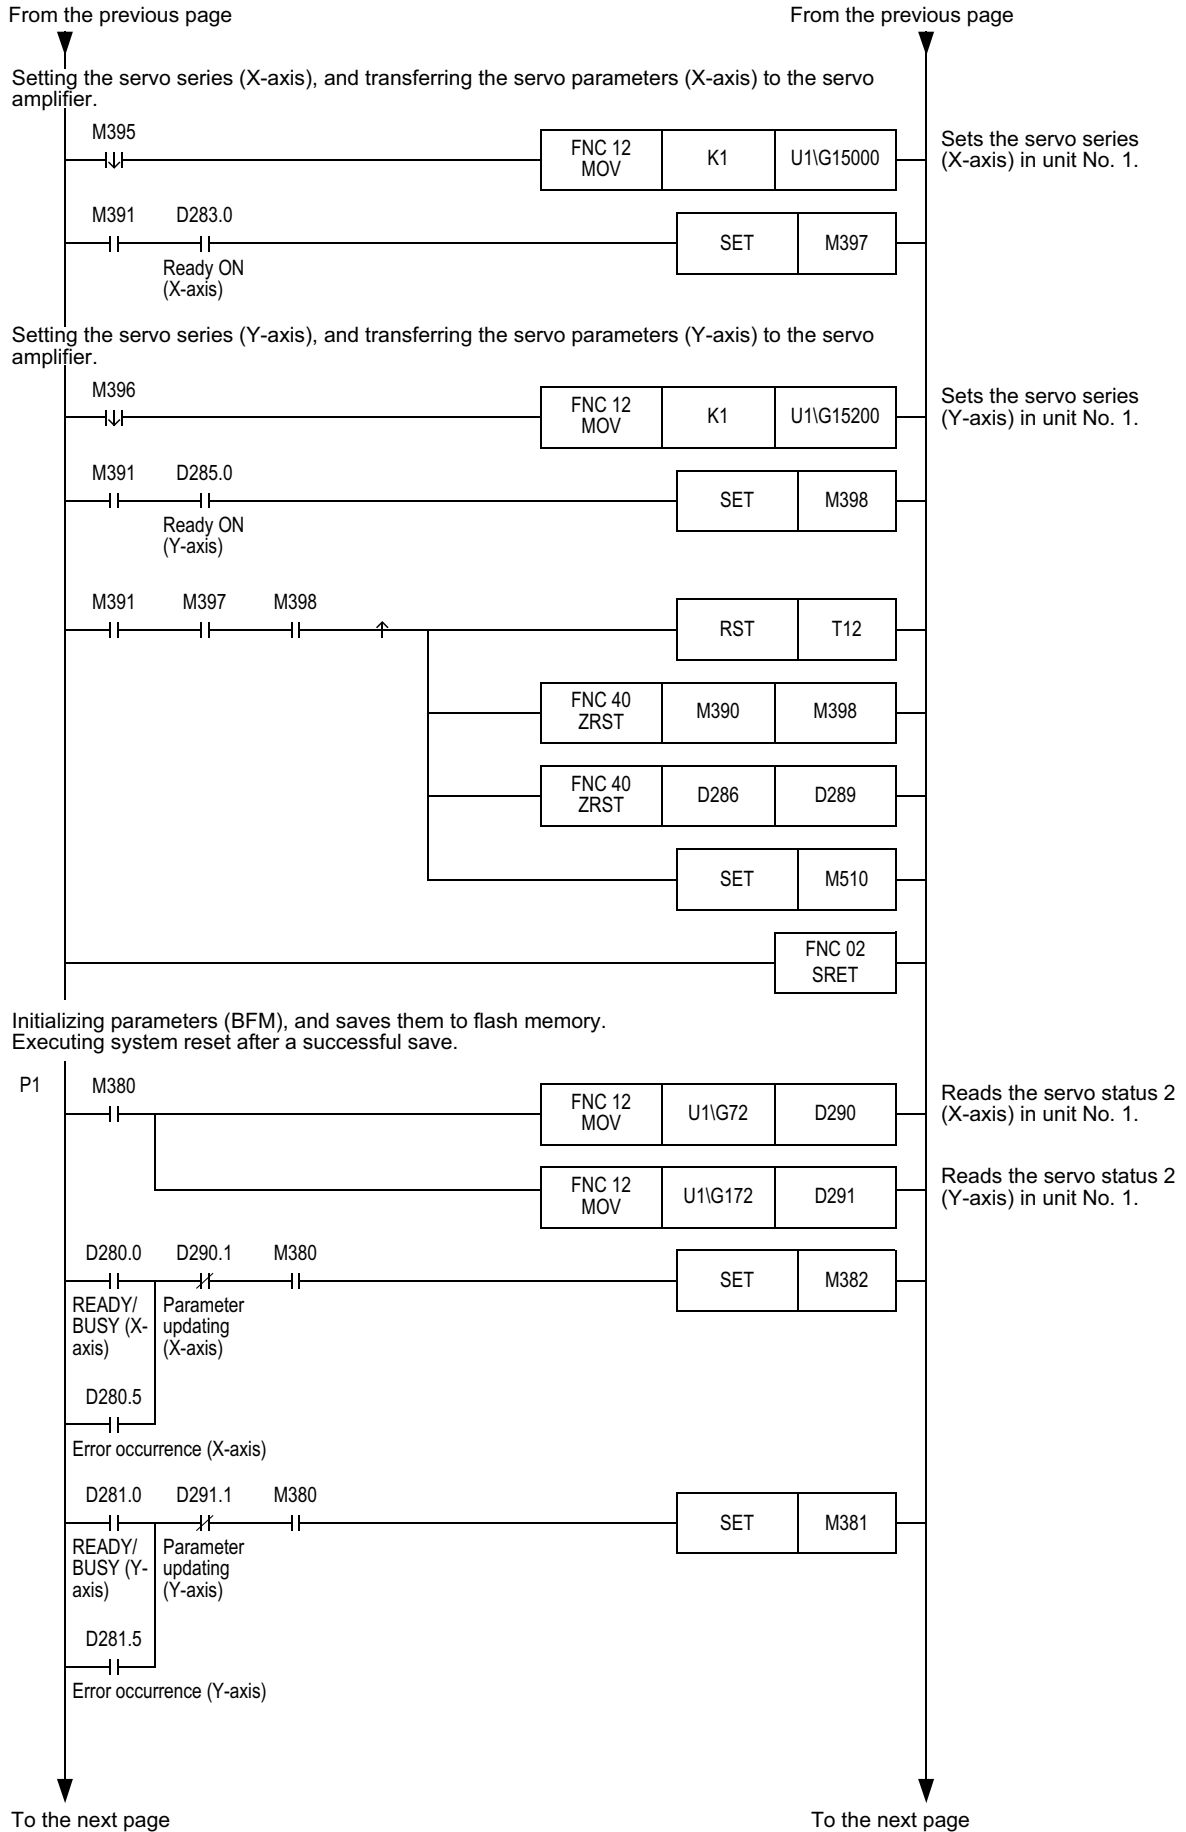 From the previous page
From the previous page
Setting the servo series (X-axis), and transferring the servo parameters (X-axis) to the servo
amplifier.
M395
FNC 12
MOV
K1
U1\G15000
Sets the servo series
(X-axis) in unit No. 1.
M391
D283.0
Ready ON
(X-axis)
SET
M397
Setting the servo series (Y-axis), and transferring the servo parameters (Y-axis) to the servo
amplifier.
M396
FNC 12
MOV
K1
U1\G15200
Sets the servo series
(Y-axis) in unit No. 1.
M391
D285.0
Ready ON
(Y-axis)
SET
M398
M391
M397
M398
RST
T12
FNC 40
ZRST
M390
M398
FNC 40
ZRST
D286
D289
SET
M510
FNC 02
SRET
Initializing parameters (BFM), and saves them to flash memory.
Executing system reset after a successful save.
P1
M380
FNC 12
MOV
U1\G72
D290
Reads the servo status 2
(X-axis) in unit No. 1.
FNC 12
MOV
U1\G172
D291
Reads the servo status 2
(Y-axis) in unit No. 1.
D280.0
D290.1
M380
READY/
BUSY (X-
axis)
Parameter
updating
(X-axis)
SET
M382
D280.5
Error occurrence (X-axis)
D281.0
D291.1
M380
READY/
BUSY (Y-
axis)
Parameter
updating
(Y-axis)
SET
M381
D281.5
Error occurrence (Y-axis)
To the next page
To the next page